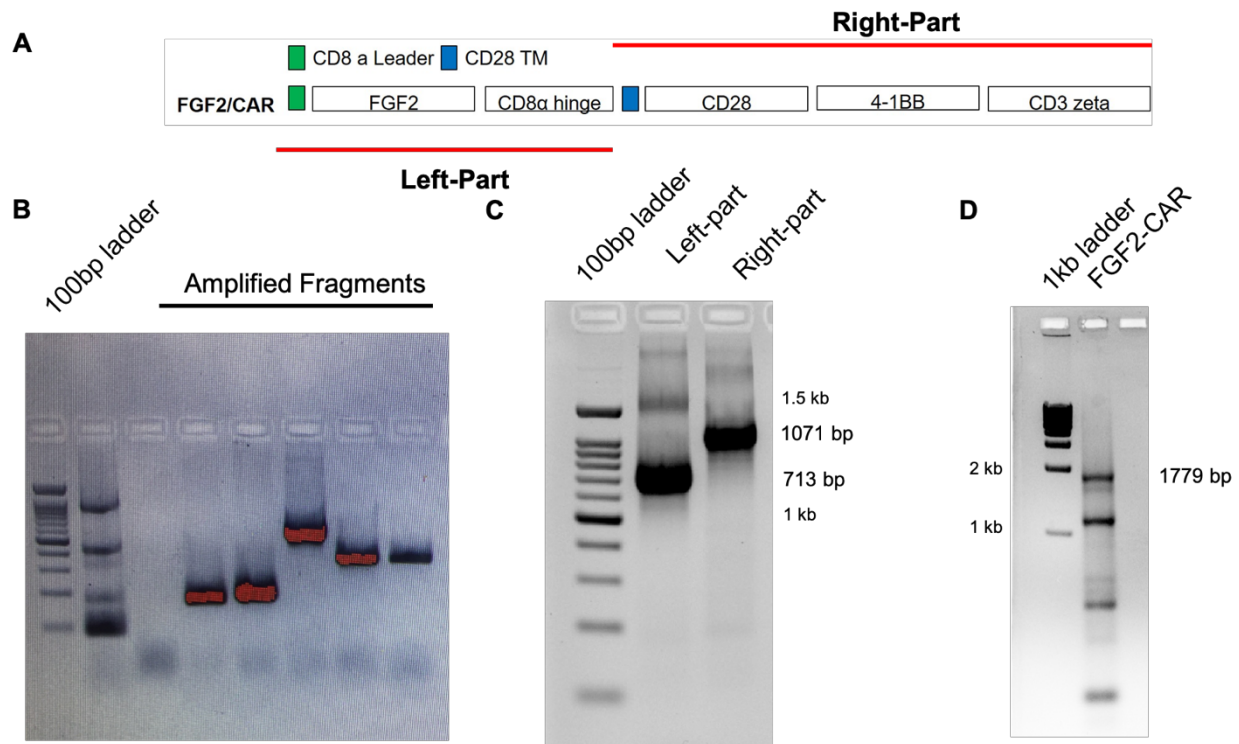 A
Right-Part
CD8 a Leader CD28 TM
FGF2/CAR FGF2 CD8α hinge CD28 4-1BB CD3 zeta
Left-Part
B
100bp ladder
Amplified Fragments
C
100bp ladder
Left-part
Right-part
1.5 kb
1071 bp
713 bp
1 kb
D
1kb ladder
FGF2-CAR
2 kb
1779 bp
1 kb